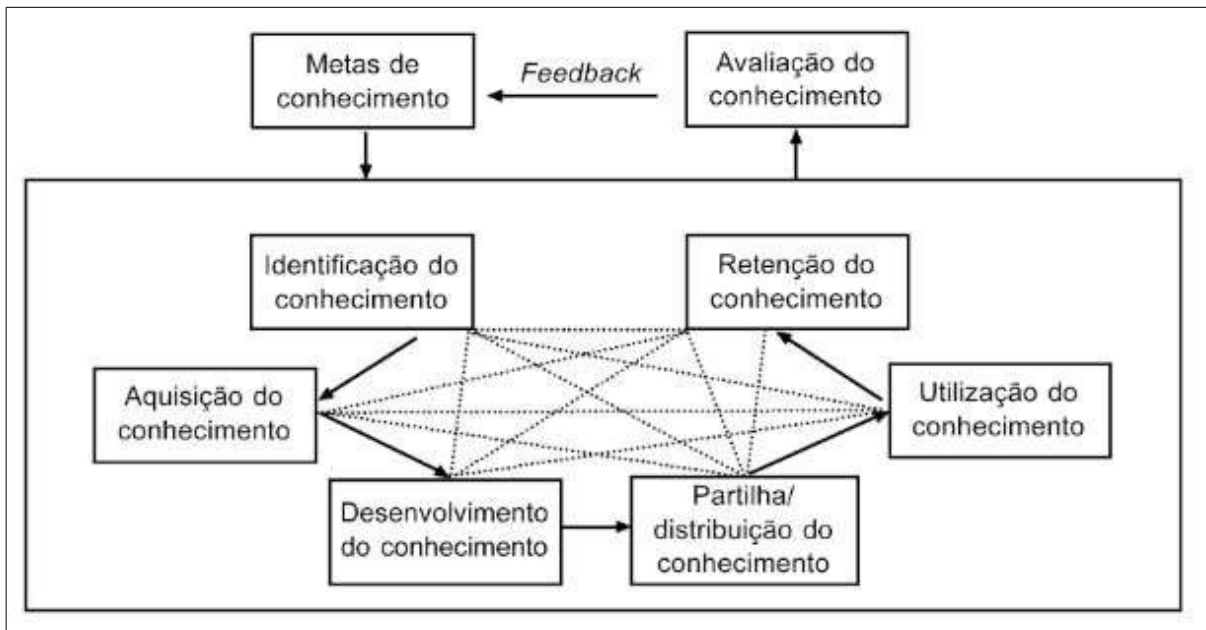 Metas de
conhecimento
Feedback
Avaliação do
conhecimento
Identificação do
conhecimento
Retenção do
conhecimento
Aquisição do
conhecimento
Utilização do
conhecimento
Desenvolvimento
do conhecimento
Partilha/
distribuição do
conhecimento